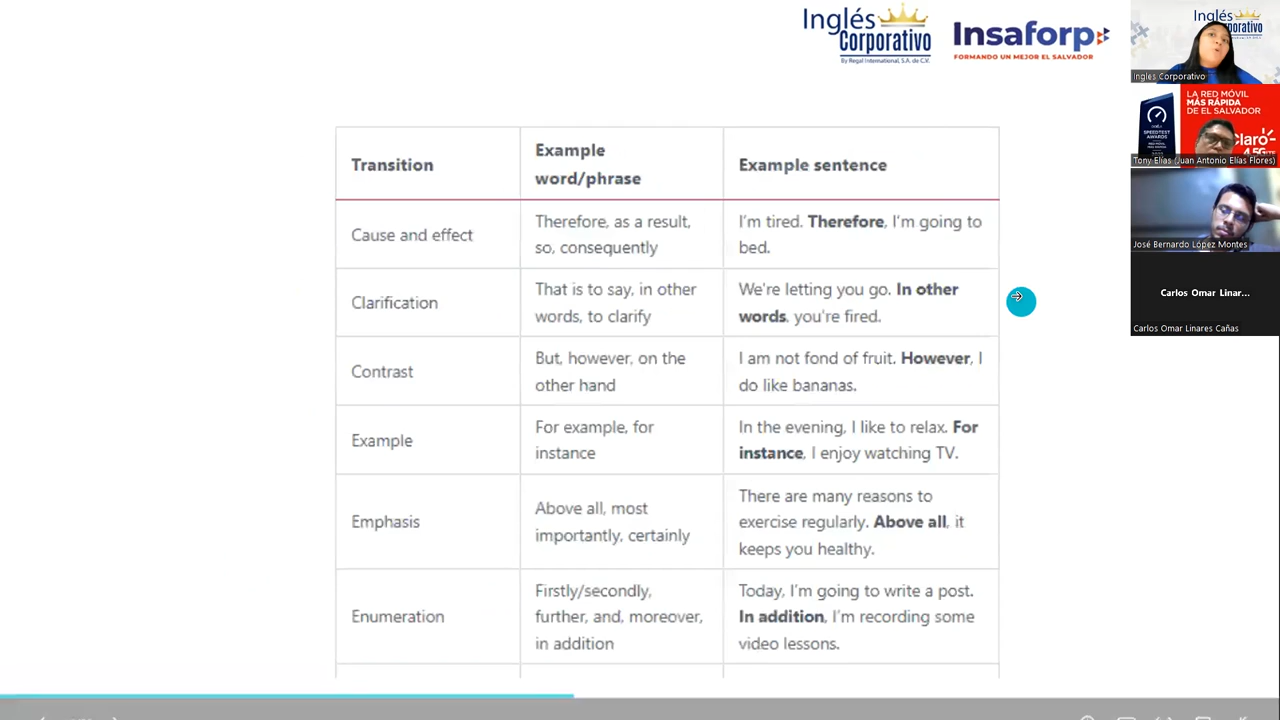 Inglés
Corporativo
By Regal International, S.A. de C.V.
Insaforp
FORMANDO UN MEJOR EL SALVADOR
Transition
Example
word/phrase
Example sentence
Cause and effect
Therefore, as a result,
so, consequently
I'm tired. Therefore, I'm going to
bed.
Clarification
That is to say, in other
words, to clarify
We're letting you go. In other
words, you're fired.
Contrast
But, however, on the
other hand
I am not fond of fruit. However, I
do like bananas.
Example
For example, for
instance
In the evening, I like to relax. For
instance, I enjoy watching TV.
Emphasis
Above all, most
importantly, certainly
There are many reasons to
exercise regularly. Above all, it
keeps you healthy.
Enumeration
Firstly/secondly,
further, and, moreover,
in addition
Today, I'm going to write a post.
In addition, I'm recording some
video lessons.
Inglés
Corporativo
Ingles Corporativo
SPEEDTEST
AWARDS
LA RED MÓVIL
MÁS RÁPIDA
DE EL SALVADOR
Claro
4.5G
Tony Elías (Juan Antonio Elías Flores)
José Bernardo López Montes
Carlos Omar Linar...
Carlos Omar Linares Cañas